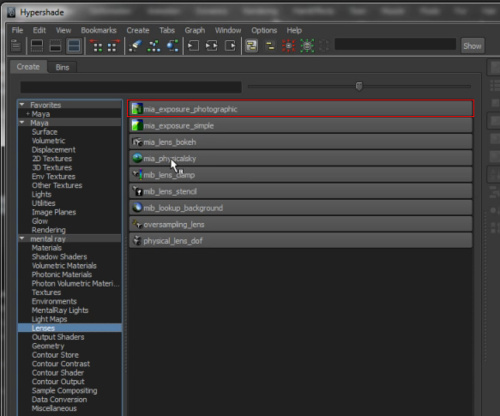 Hypershade
File Edit View Bookmarks Create Tabs Graph Window Options Help
Show
Create Bins
Favorites
+ Maya
Maya
Surface
Volumetric
Displacement
2D Textures
3D Textures
Env Textures
Other Textures
Lights
Utilities
Image Planes
Glow
Rendering
mental ray
Materials
Shadow Shaders
Volumetric Materials
Photonic Materials
Photon Volumetric Materi...
Textures
Environments
MentalRay Lights
Light Maps
Lenses
Output Shaders
Geometry
Contour Store
Contour Contrast
Contour Shader
Contour Output
Sample Compositing
Data Conversion
Miscellaneous
mia_exposure_photographic
mia_exposure_simple
mia_lens_bokeh
mia_physicalsky
mib_lens_clamp
mib_lens_stencil
mib_lookup_background
oversampling_lens
physical_lens_dof